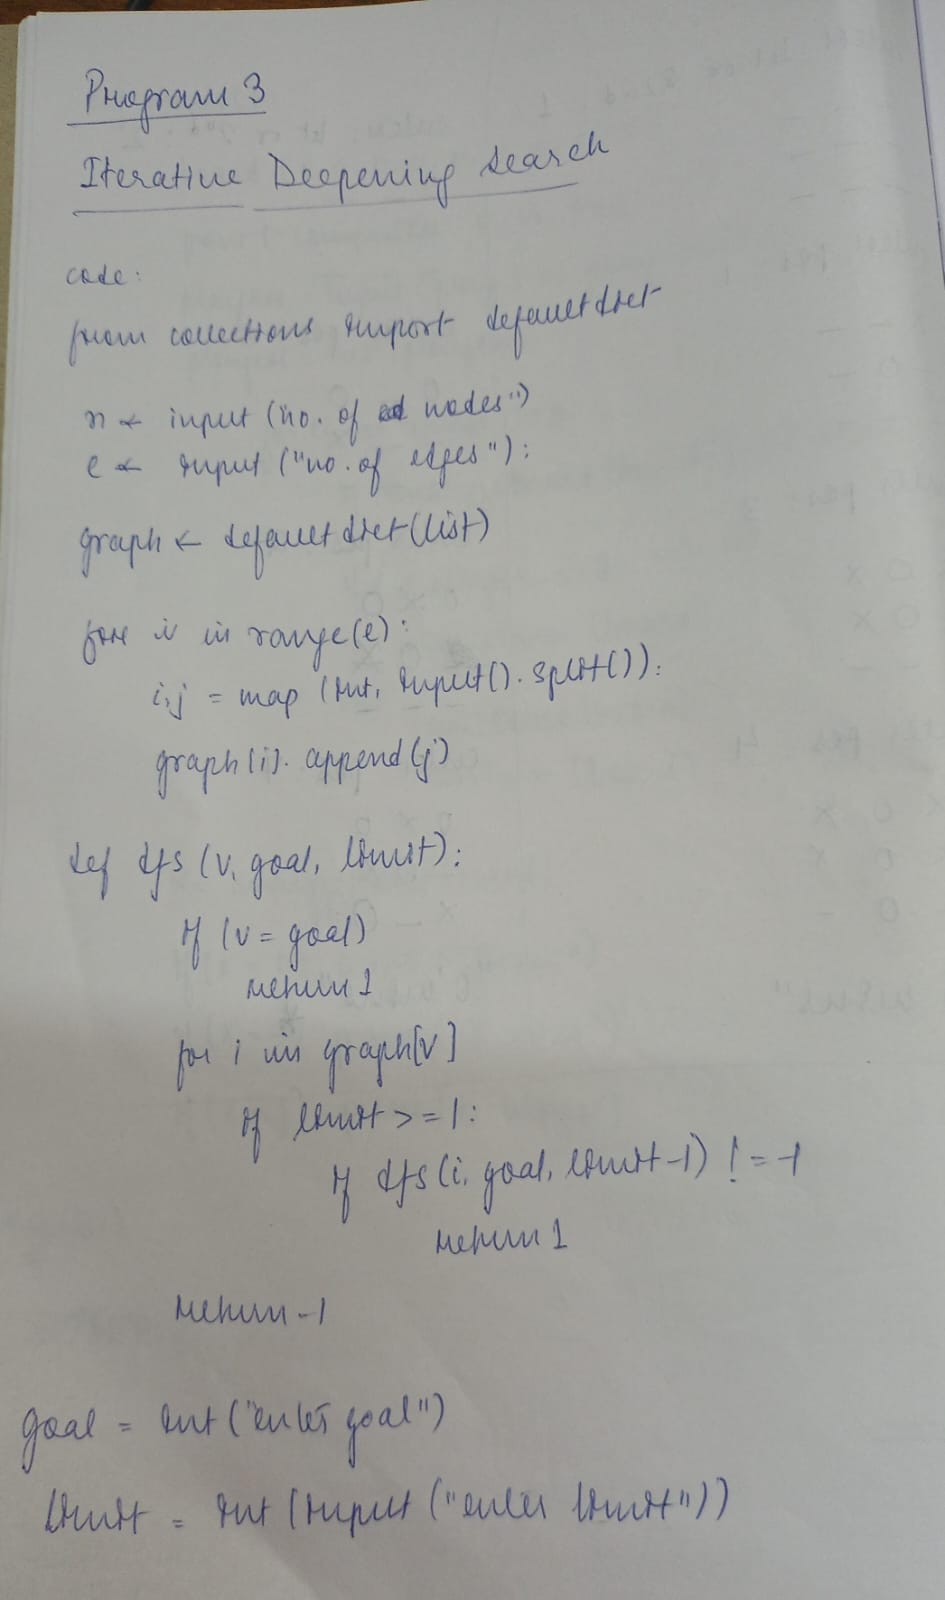 Program 3
Iterative Deepening Search
code:
from collections import defaultdict
n ← input ("no. of nodes")
e ← input ("no. of edges"):
graph ← defaultdict(list)
for i in range(e):
i,j = map (int, input(). split()):
graph[i]. append(j)
def dfs (v, goal, limit):
if (v = goal)
return 1
for i in graph[v]
if limit >= 1:
if dfs(i, goal, limit-1) != -1
return 1
return -1
goal = int ("enter goal")
limit = int (input ("enter limit"))